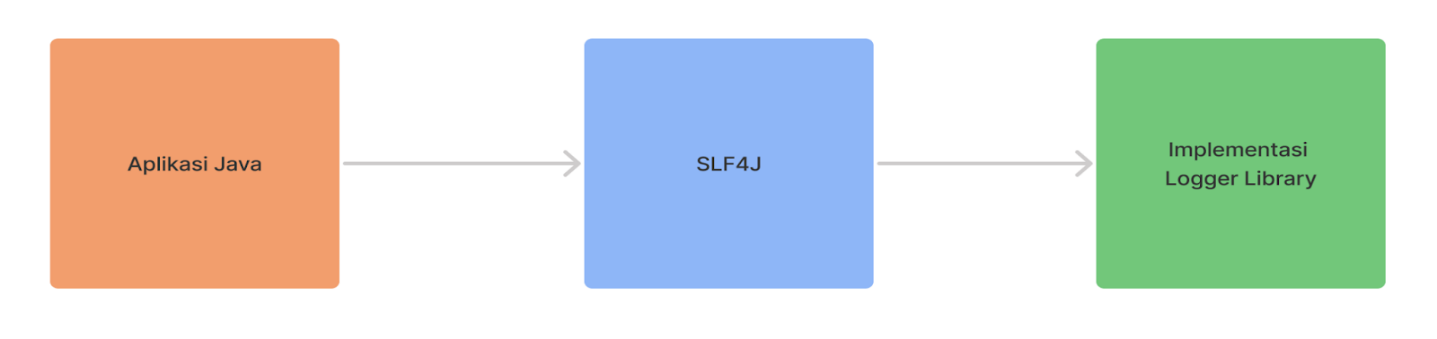 Aplikasi Java
SLF4J
Implementasi
Logger Library